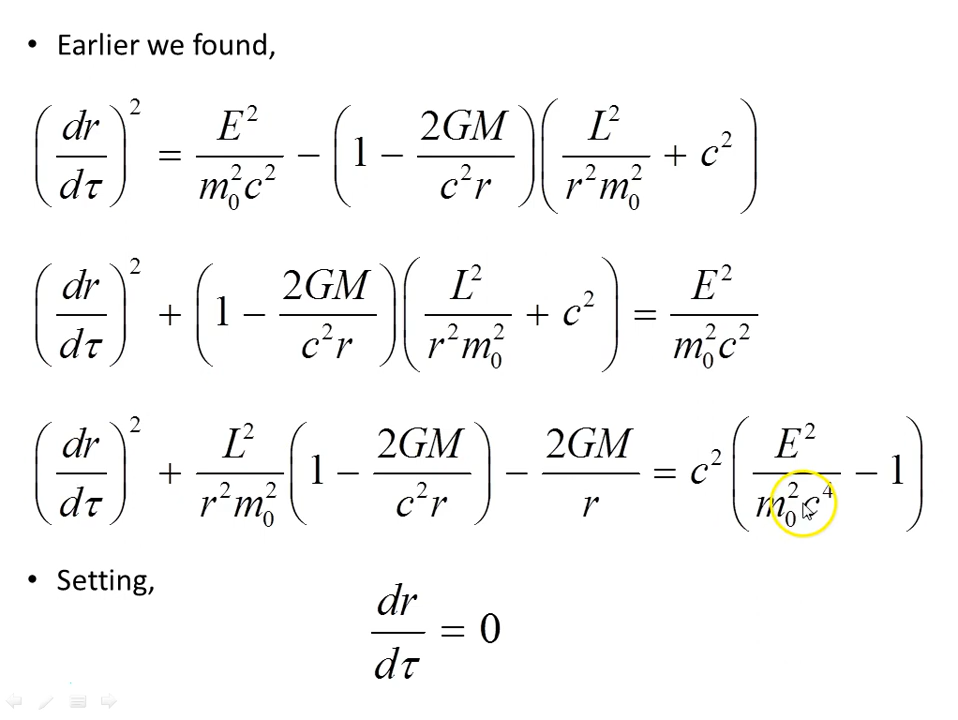 • Earlier we found,
(dr/dτ)² = E²/(m₀²c²) − (1 − 2GM/(c²r))(L²/(r²m₀²) + c²)
(dr/dτ)² + (1 − 2GM/(c²r))(L²/(r²m₀²) + c²) = E²/(m₀²c²)
(dr/dτ)² + L²/(r²m₀²)(1 − 2GM/(c²r)) − 2GM/r = c²(E²/(m₀²c⁴) − 1)
• Setting,
dr/dτ = 0